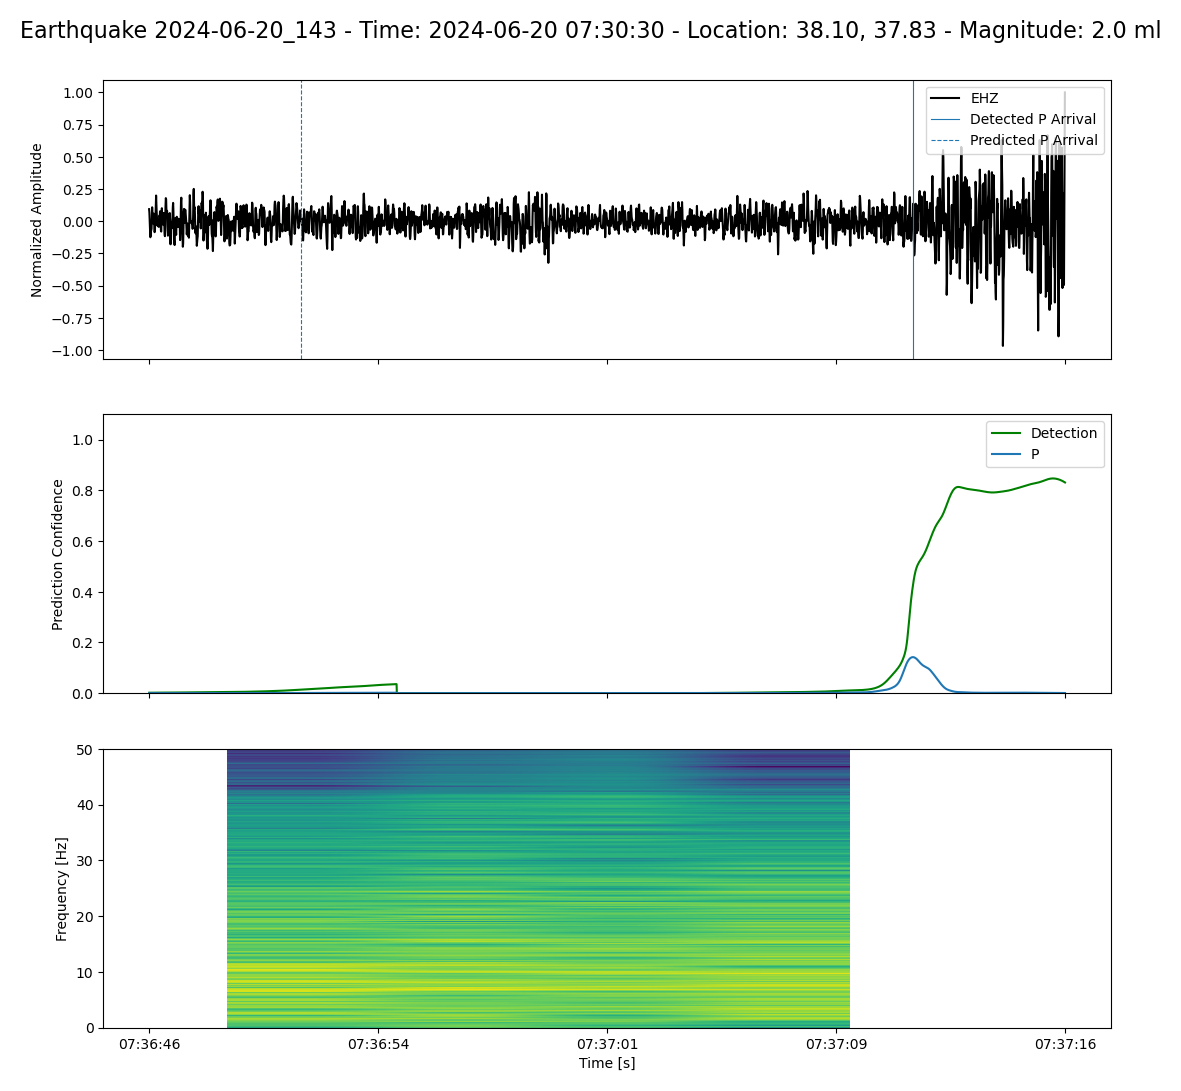 Earthquake 2024-06-20_143 - Time: 2024-06-20 07:30:30 - Location: 38.10, 37.83 - Magnitude: 2.0 ml
Normalized Amplitude
1.00
0.75
0.50
0.25
0.00
−0.25
−0.50
−0.75
−1.00
EHZ
Detected P Arrival
Predicted P Arrival
Prediction Confidence
1.0
0.8
0.6
0.4
0.2
0.0
Detection
P
Frequency [Hz]
50
40
30
20
10
0
07:36:46 07:36:54 07:37:01 07:37:09 07:37:16
Time [s]